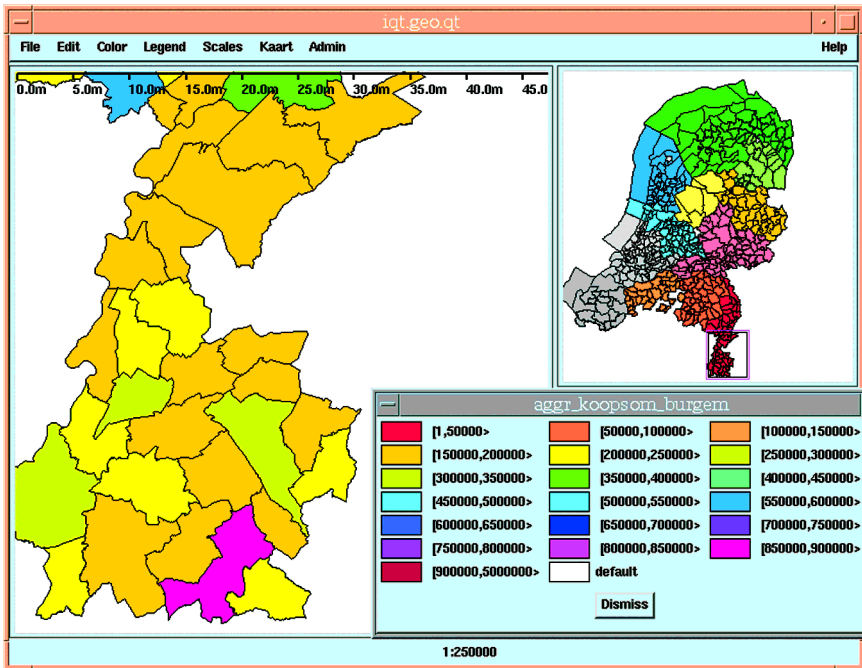 iqt.geo.qt
File Edit Color Legend Scales Kaart Admin Help
0.0m 5.0m 10.0m 15.0m 20.0m 25.0m 30.0m 35.0m 40.0m 45.0
aggr_koopsom_burgem
[1,50000> [50000,100000> [100000,150000>
[150000,200000> [200000,250000> [250000,300000>
[300000,350000> [350000,400000> [400000,450000>
[450000,500000> [500000,550000> [550000,600000>
[600000,650000> [650000,700000> [700000,750000>
[750000,800000> [800000,850000> [850000,900000>
[900000,5000000> default
Dismiss
1:250000